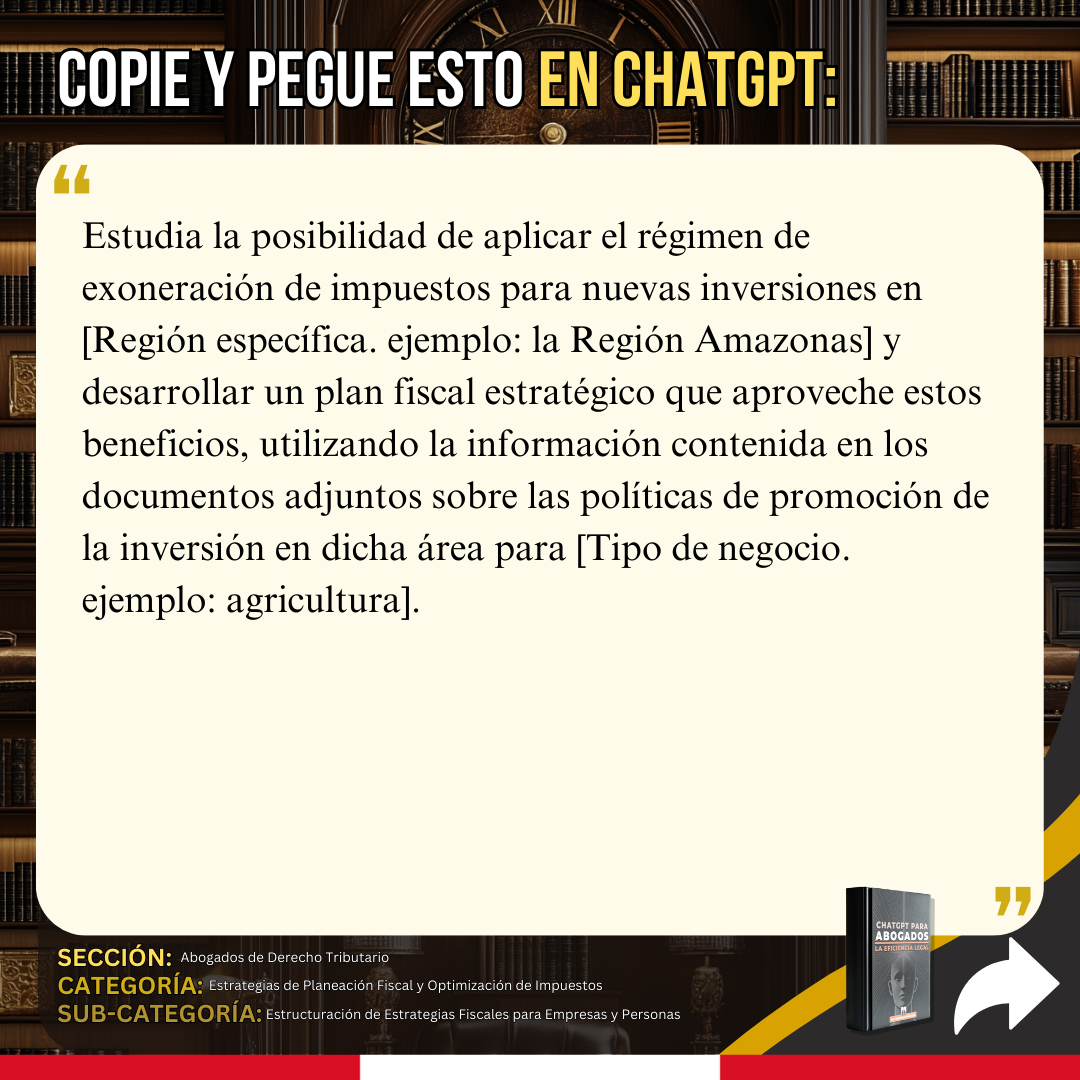 COPIE Y PEGUE ESTO EN CHATGPT:
“
Estudia la posibilidad de aplicar el régimen de
exoneración de impuestos para nuevas inversiones en
[Región específica. ejemplo: la Región Amazonas] y
desarrollar un plan fiscal estratégico que aproveche estos
beneficios, utilizando la información contenida en los
documentos adjuntos sobre las políticas de promoción de
la inversión en dicha área para [Tipo de negocio.
ejemplo: agricultura].
”
CHATGPT PARA
ABOGADOS
LA EFICIENCIA LEGAL
SECCIÓN: Abogados de Derecho Tributario
CATEGORÍA: Estrategias de Planeación Fiscal y Optimización de Impuestos
SUB-CATEGORÍA: Estructuración de Estrategias Fiscales para Empresas y Personas